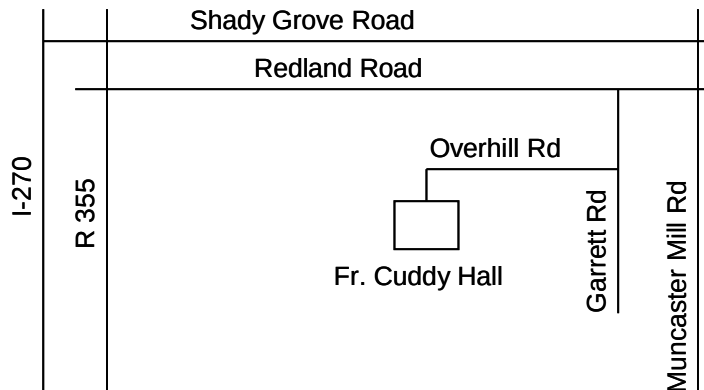 Shady Grove Road
Redland Road
Overhill Rd
I-270
R 355
Garrett Rd
Muncaster Mill Rd
Fr. Cuddy Hall